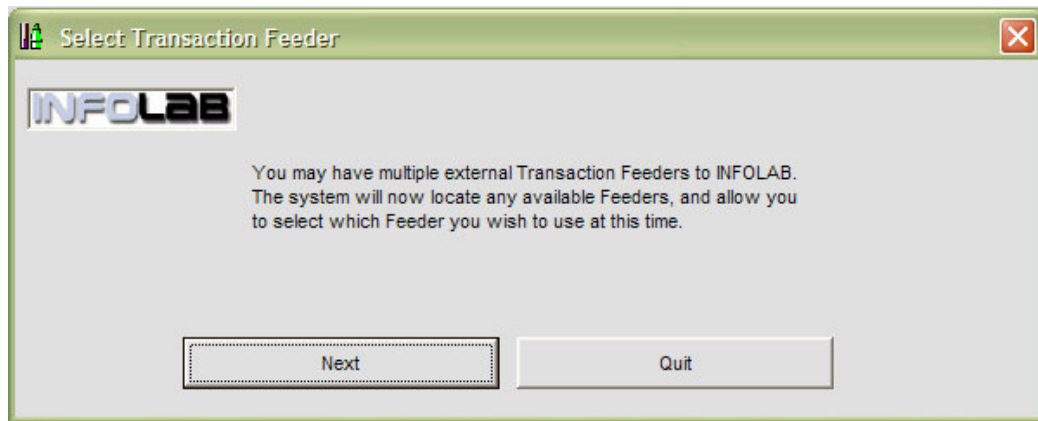 Select Transaction Feeder
INFOLAB
You may have multiple external Transaction Feeders to INFOLAB.
The system will now locate any available Feeders, and allow you
to select which Feeder you wish to use at this time.
Next
Quit